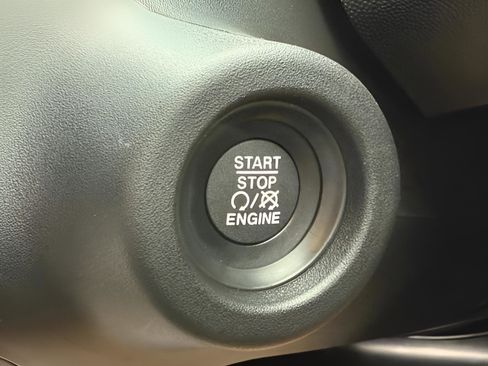 START
STOP
/
ENGINE